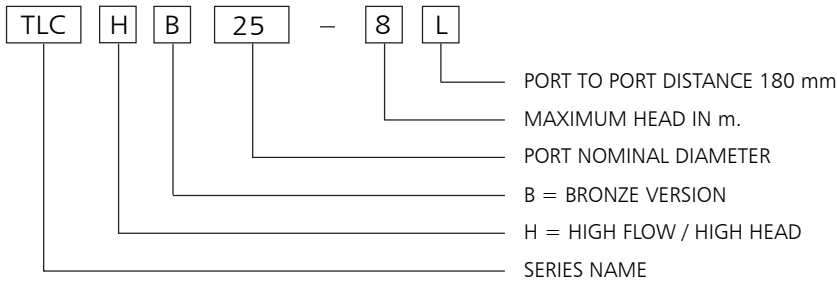 TLC H B 25 – 8 L
PORT TO PORT DISTANCE 180 mm
MAXIMUM HEAD IN m.
PORT NOMINAL DIAMETER
B = BRONZE VERSION
H = HIGH FLOW / HIGH HEAD
SERIES NAME